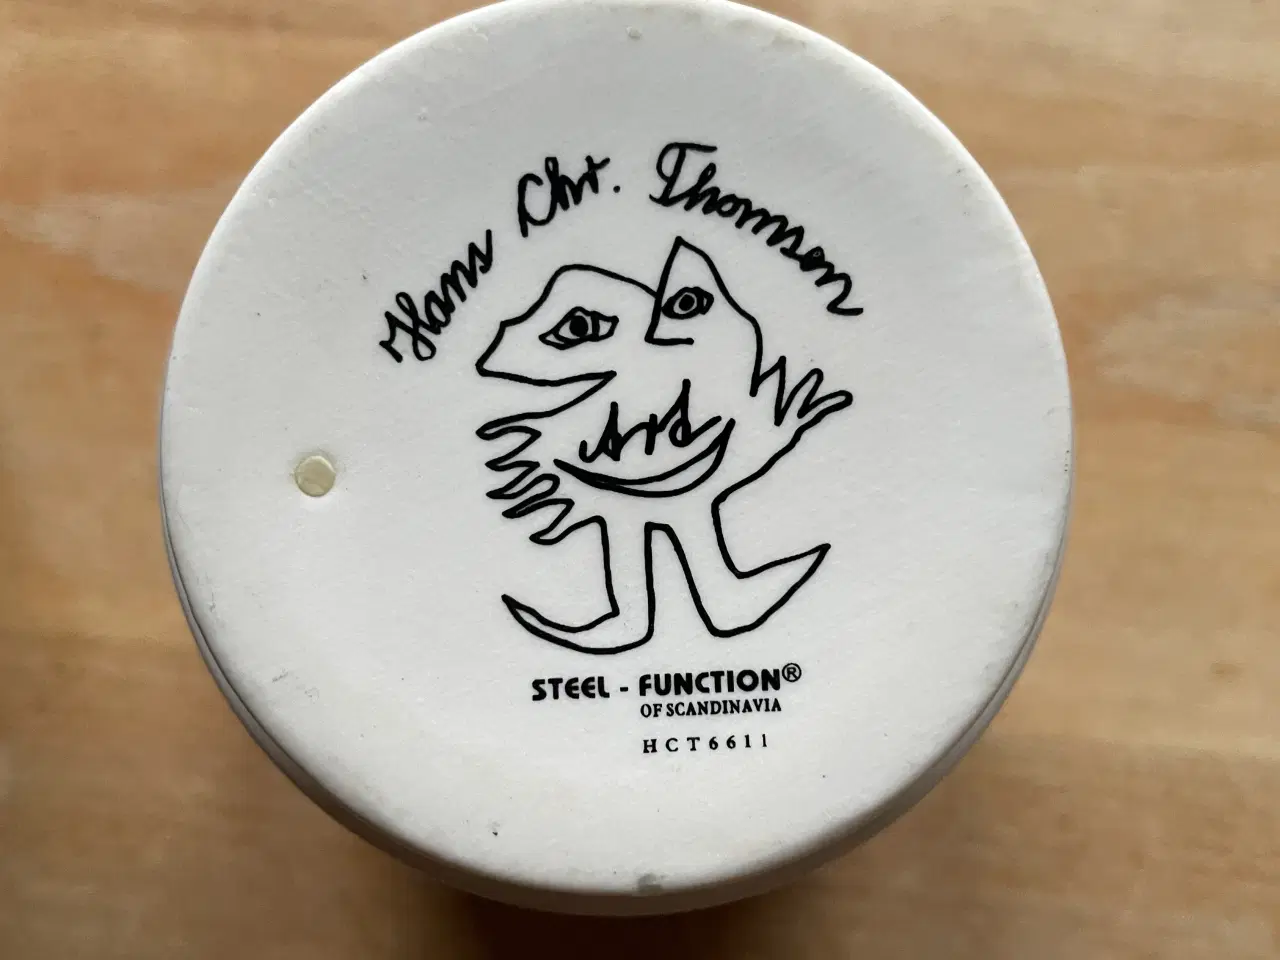 Hans Chr. Thomsen
Art
STEEL - FUNCTION®
OF SCANDINAVIA
HCT6611